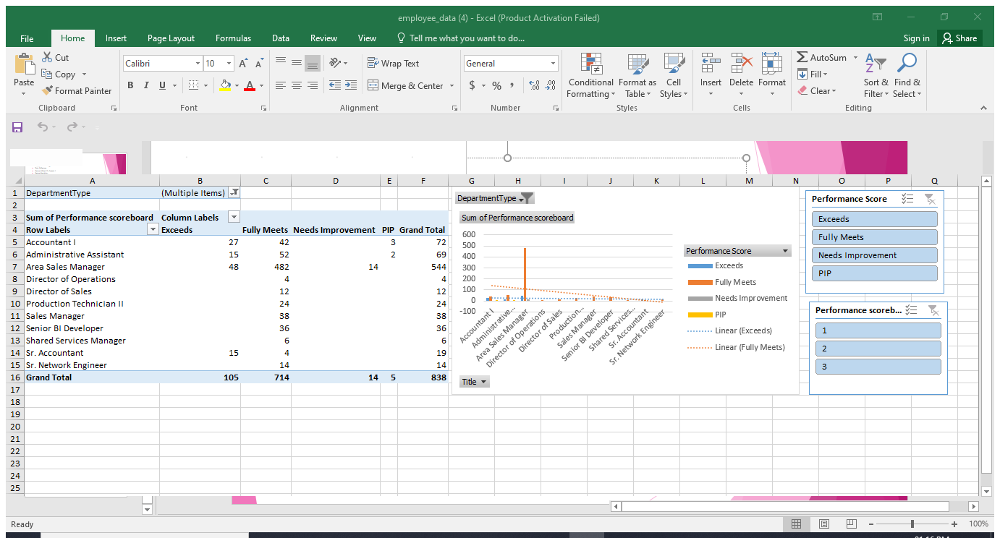 employee_data (4) - Excel (Product Activation Failed)
File Home Insert Page Layout Formulas Data Review View Tell me what you want to do... Sign in Share
Paste
Cut
Copy
Format Painter
Clipboard
Calibri 10
B I U
Font
Wrap Text
Merge & Center
Alignment
General
$ % ,
Number
Conditional Formatting
Format as Table
Cell Styles
Styles
Insert Delete Format
Cells
AutoSum
Fill
Clear
Sort & Filter
Find & Select
Editing
A B C D E F G H I J K L M N O P Q
1 DepartmentType (Multiple Items)
2
3 Sum of Performance scoreboard Column Labels
4 Row Labels Exceeds Fully Meets Needs Improvement PIP Grand Total
5 Accountant I 27 42 3 72
6 Administrative Assistant 15 52 2 69
7 Area Sales Manager 48 482 14 544
8 Director of Operations 4 4
9 Director of Sales 12 12
10 Production Technician II 24 24
11 Sales Manager 38 38
12 Senior BI Developer 36 36
13 Shared Services Manager 6 6
14 Sr. Accountant 15 4 19
15 Sr. Network Engineer 14 14
16 Grand Total 105 714 14 5 838
17
18
19
20
21
22
23
24
25
DepartmentType
Sum of Performance scoreboard
600
500
400
300
200
100
0
-100
Accountant I
Administrative...
Area Sales Manager
Director of Operations
Director of Sales
Production...
Sales Manager
Senior BI Developer
Shared Services...
Sr. Accountant
Sr. Network Engineer
Title
Performance Score
Exceeds
Fully Meets
Needs Improvement
PIP
Linear (Exceeds)
Linear (Fully Meets)
Performance Score
Exceeds
Fully Meets
Needs Improvement
PIP
Performance scoreb...
1
2
3
Ready 100%